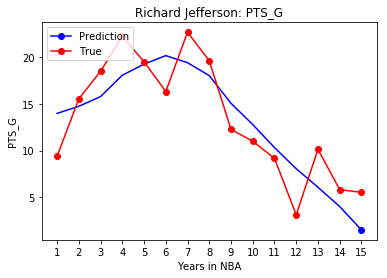 Richard Jefferson: PTS_G
Prediction
True
PTS_G
20
15
10
5
1 2 3 4 5 6 7 8 9 10 11 12 13 14 15
Years in NBA